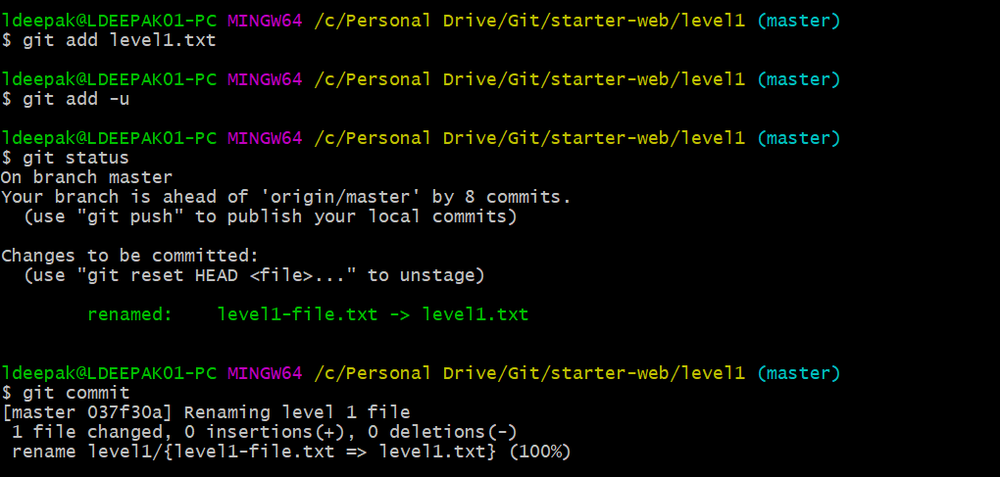 ldeepak@LDEEPAK01-PC MINGW64 /c/Personal Drive/Git/starter-web/level1 (master)
$ git add level1.txt
ldeepak@LDEEPAK01-PC MINGW64 /c/Personal Drive/Git/starter-web/level1 (master)
$ git add -u
ldeepak@LDEEPAK01-PC MINGW64 /c/Personal Drive/Git/starter-web/level1 (master)
$ git status
On branch master
Your branch is ahead of 'origin/master' by 8 commits.
  (use "git push" to publish your local commits)
Changes to be committed:
  (use "git reset HEAD <file>..." to unstage)
        renamed:    level1-file.txt -> level1.txt
ldeepak@LDEEPAK01-PC MINGW64 /c/Personal Drive/Git/starter-web/level1 (master)
$ git commit
[master 037f30a] Renaming level 1 file
 1 file changed, 0 insertions(+), 0 deletions(-)
 rename level1/{level1-file.txt => level1.txt} (100%)